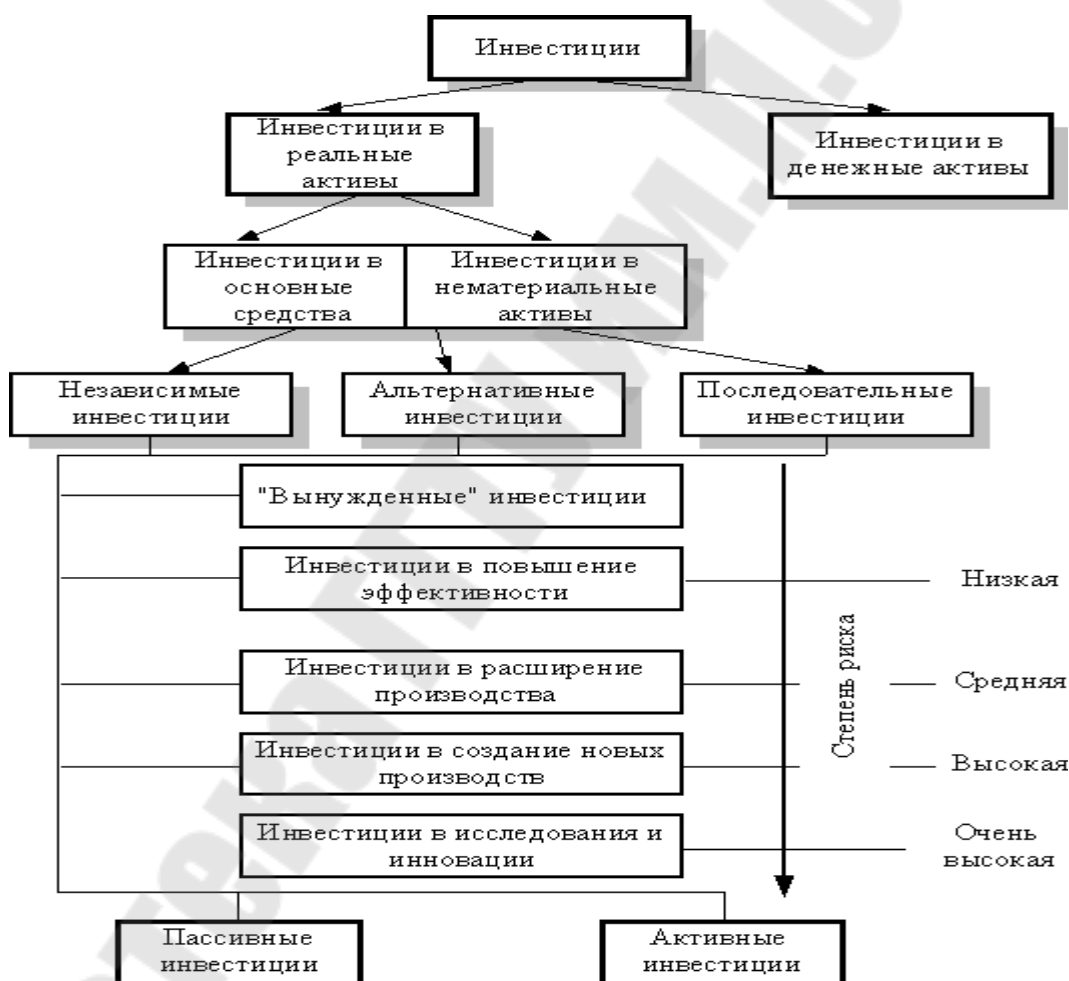 Инвестиции
Инвестиции в
реальные
активы
Инвестиции в
денежные активы
Инвестиции в
основные
средства
Инвестиции в
нематериальные
активы
Независимые
инвестиции
Альтернативные
инвестиции
Последовательные
инвестиции
"Вынужденные" инвестиции
Инвестиции в повышение
эффективности
Низкая
Инвестиции в расширение
производства
Средняя
Инвестиции в создание новых
производств
Высокая
Инвестиции в исследования и
инновации
Очень
высокая
Степень риска
Пассивные
инвестиции
Активные
инвестиции